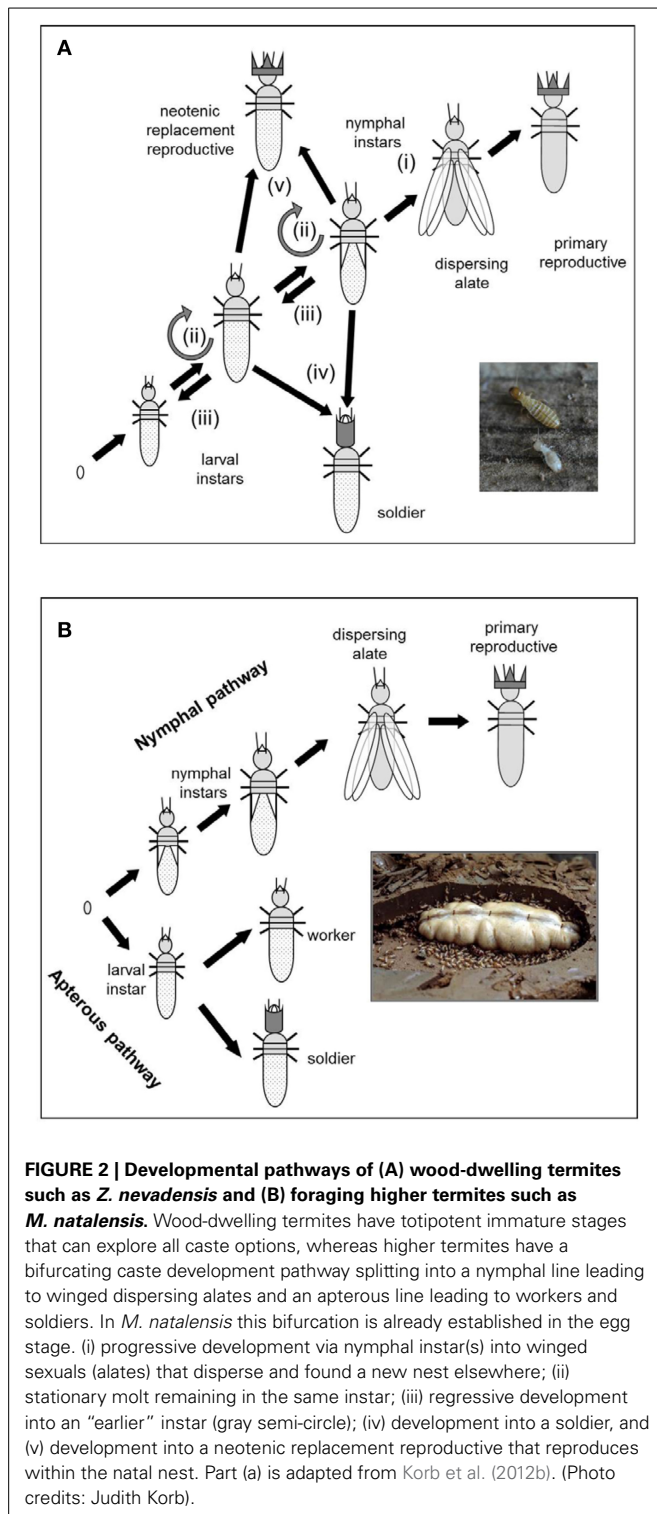 A
neotenic
replacement
reproductive
nymphal
instars
(i)
(v)
(ii)
dispersing
alate
primary
reproductive
(iii)
(ii)
(iv)
(iii)
larval
instars
soldier
B
dispersing
alate
primary
reproductive
Nymphal pathway
nymphal
instars
worker
larval
instar
Apterous pathway
soldier
FIGURE 2 | Developmental pathways of (A) wood-dwelling termites
such as Z. nevadensis and (B) foraging higher termites such as
M. natalensis. Wood-dwelling termites have totipotent immature stages
that can explore all caste options, whereas higher termites have a
bifurcating caste development pathway splitting into a nymphal line leading
to winged dispersing alates and an apterous line leading to workers and
soldiers. In M. natalensis this bifurcation is already established in the egg
stage. (i) progressive development via nymphal instar(s) into winged
sexuals (alates) that disperse and found a new nest elsewhere; (ii)
stationary molt remaining in the same instar; (iii) regressive development
into an “earlier” instar (gray semi-circle); (iv) development into a soldier, and
(v) development into a neotenic replacement reproductive that reproduces
within the natal nest. Part (a) is adapted from Korb et al. (2012b). (Photo
credits: Judith Korb).